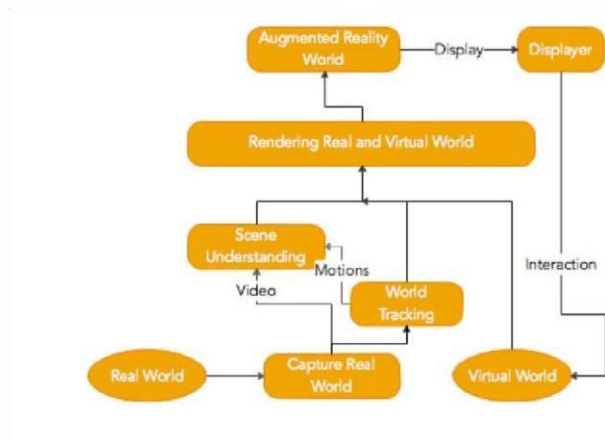 Augmented Reality
World
Display
Displayer
Rendering Real and Virtual World
Scene
Understanding
Motions
Interaction
Video
World
Tracking
Real World
Capture Real
World
Virtual World